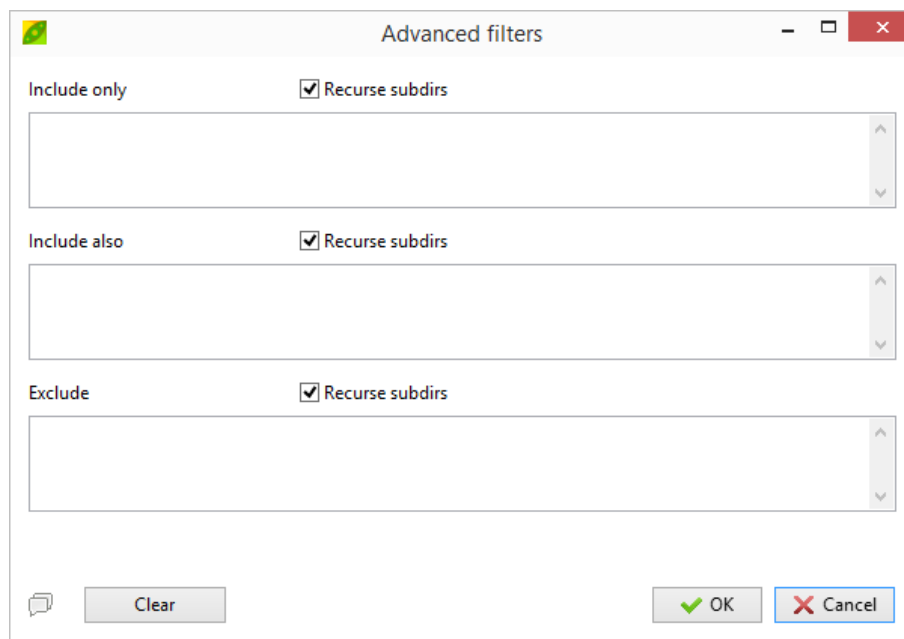 Advanced filters
Include only Recurse subdirs
Include also Recurse subdirs
Exclude Recurse subdirs
Clear OK Cancel